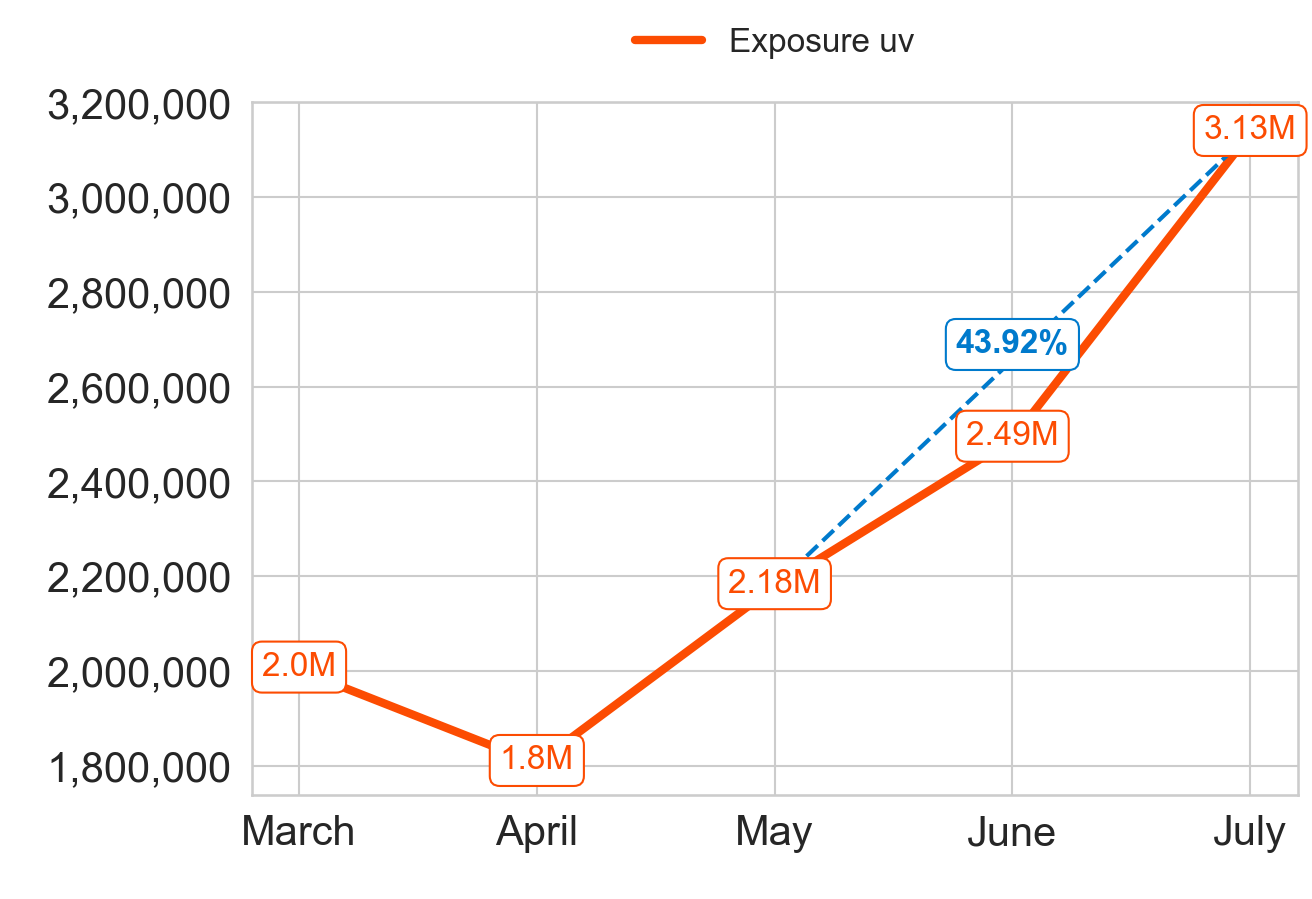 Exposure uv
3,200,000
3.13M
3,000,000
2,800,000
43.92%
2,600,000
2.49M
2,400,000
2,200,000
2.18M
2,000,000
2.0M
1,800,000
1.8M
March April May June July